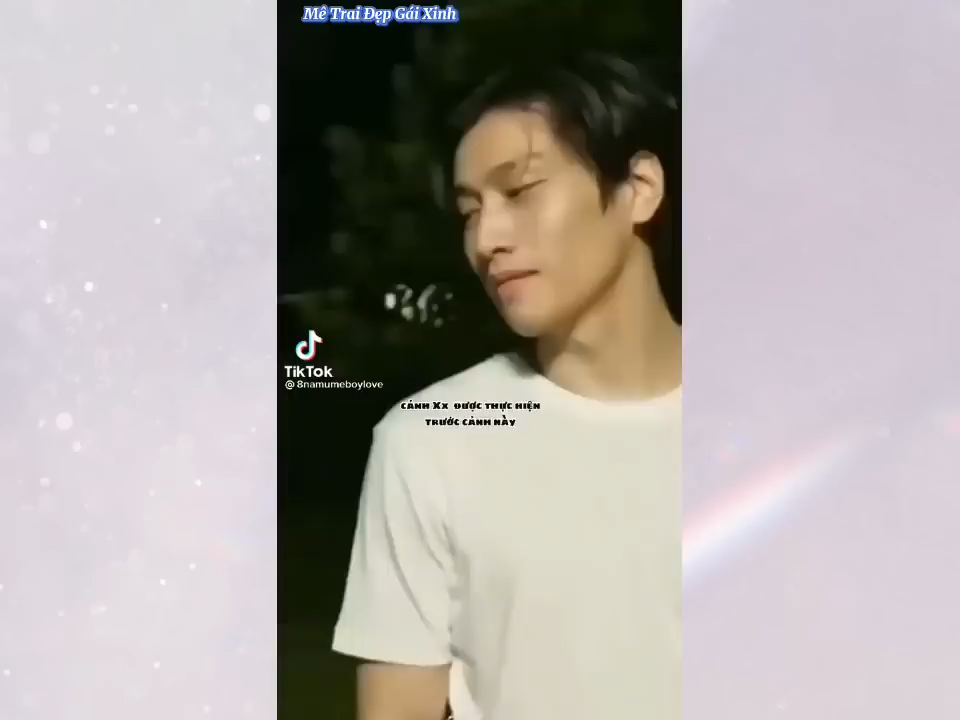 Mê Trai Đẹp Gái Xinh
TikTok
@ 8namumeboylove
cảnh Xx được thực hiện
trước cảnh này